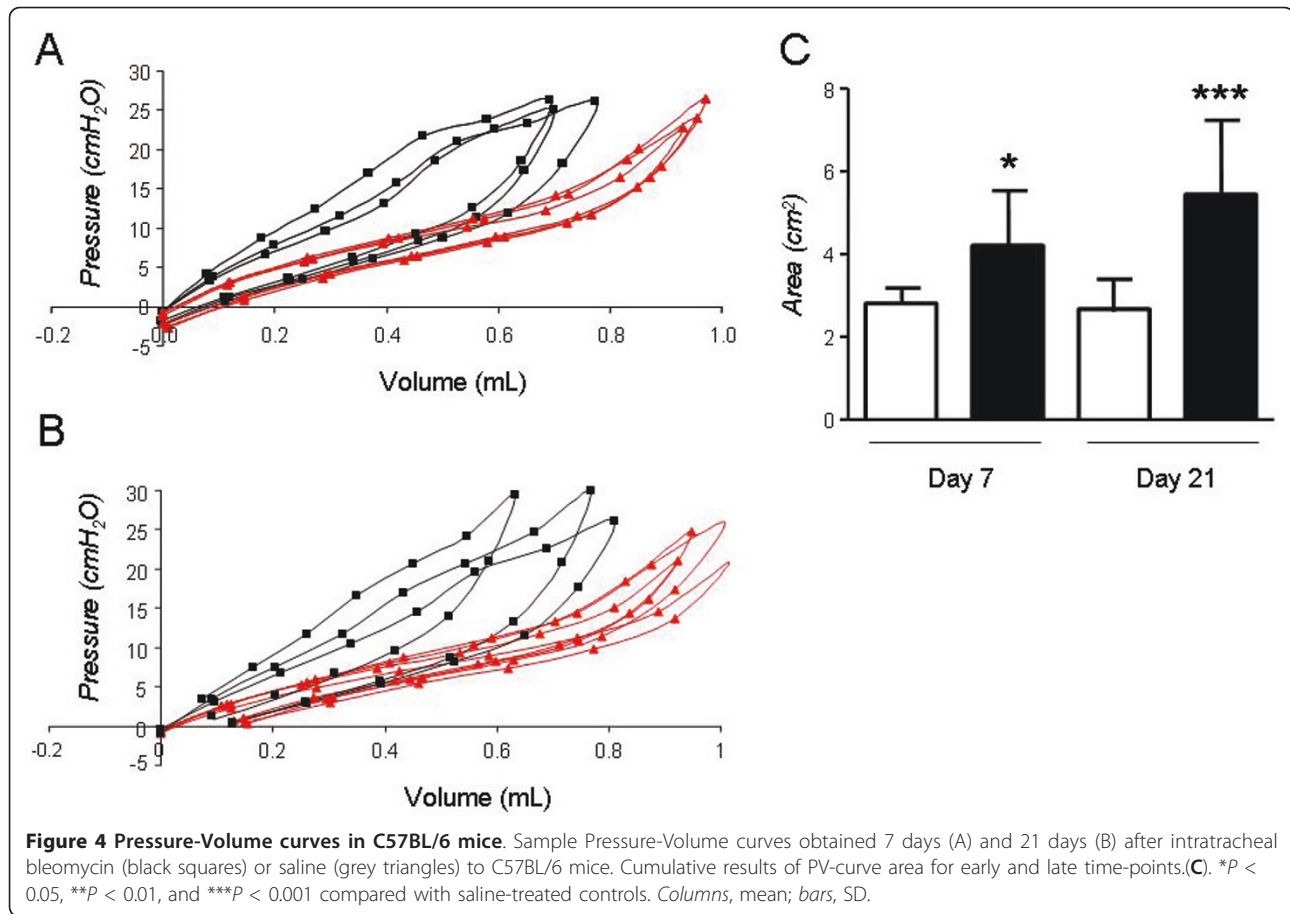 A
Pressure (cmH2O)
30
25
20
15
10
5
0
-5
-0.2
0.0
0.2
0.4
0.6
0.8
1.0
Volume (mL)
B
Pressure (cmH2O)
30
25
20
15
10
5
0
-5
-0.2
0
0.2
0.4
0.6
0.8
1
Volume (mL)
C
Area (cm2)
8
6
4
2
0
*
***
Day 7
Day 21
Figure 4 Pressure-Volume curves in C57BL/6 mice. Sample Pressure-Volume curves obtained 7 days (A) and 21 days (B) after intratracheal
bleomycin (black squares) or saline (grey triangles) to C57BL/6 mice. Cumulative results of PV-curve area for early and late time-points.(C). *P <
0.05, **P < 0.01, and ***P < 0.001 compared with saline-treated controls. Columns, mean; bars, SD.